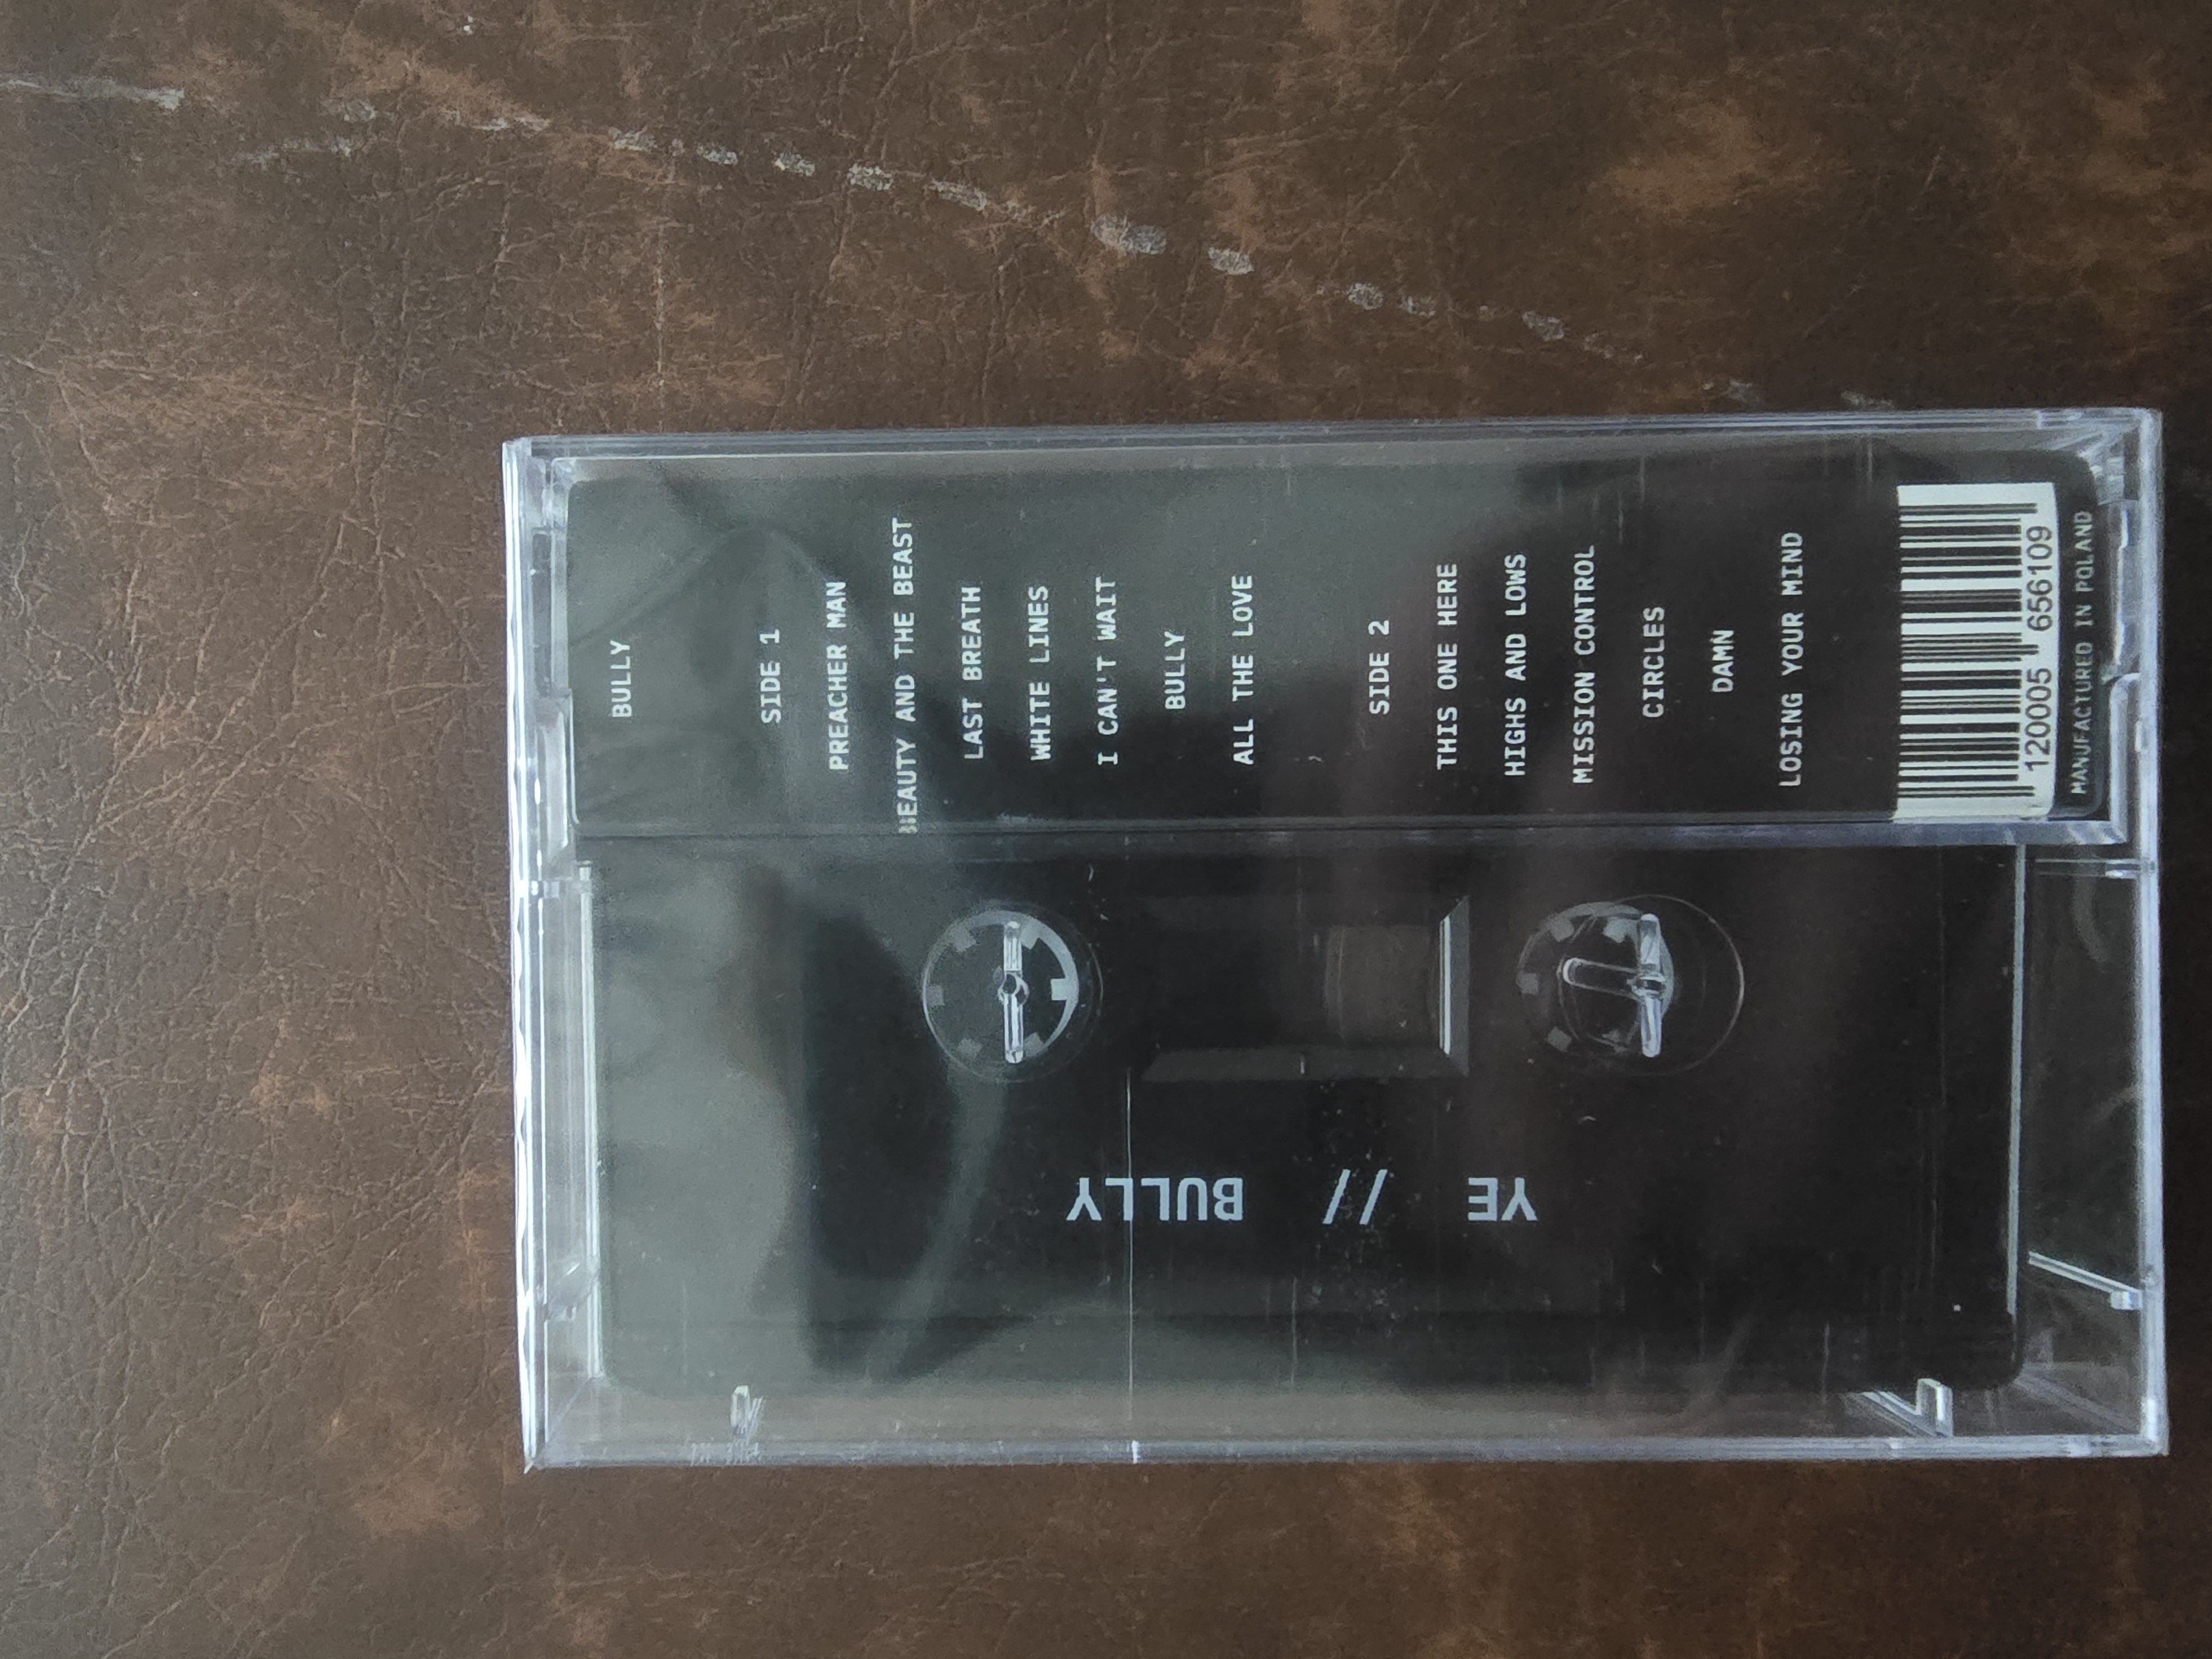 BULLY
SIDE 1
PREACHER MAN
BEAUTY AND THE BEAST
LAST BREATH
WHITE LINES
I CAN'T WAIT
BULLY
ALL THE LOVE
SIDE 2
THIS ONE HERE
HIGHS AND LOWS
MISSION CONTROL
CIRCLES
DAMN
LOSING YOUR MIND
120005 656109
MANUFACTURED IN POLAND
YE // BULLY